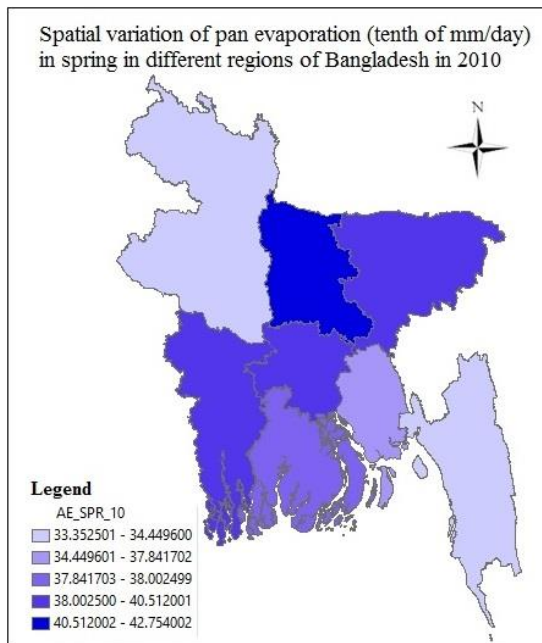 Spatial variation of pan evaporation (tenth of mm/day)
in spring in different regions of Bangladesh in 2010
N
Legend
AE_SPR_10
33.352501 - 34.449600
34.449601 - 37.841702
37.841703 - 38.002499
38.002500 - 40.512001
40.512002 - 42.754002